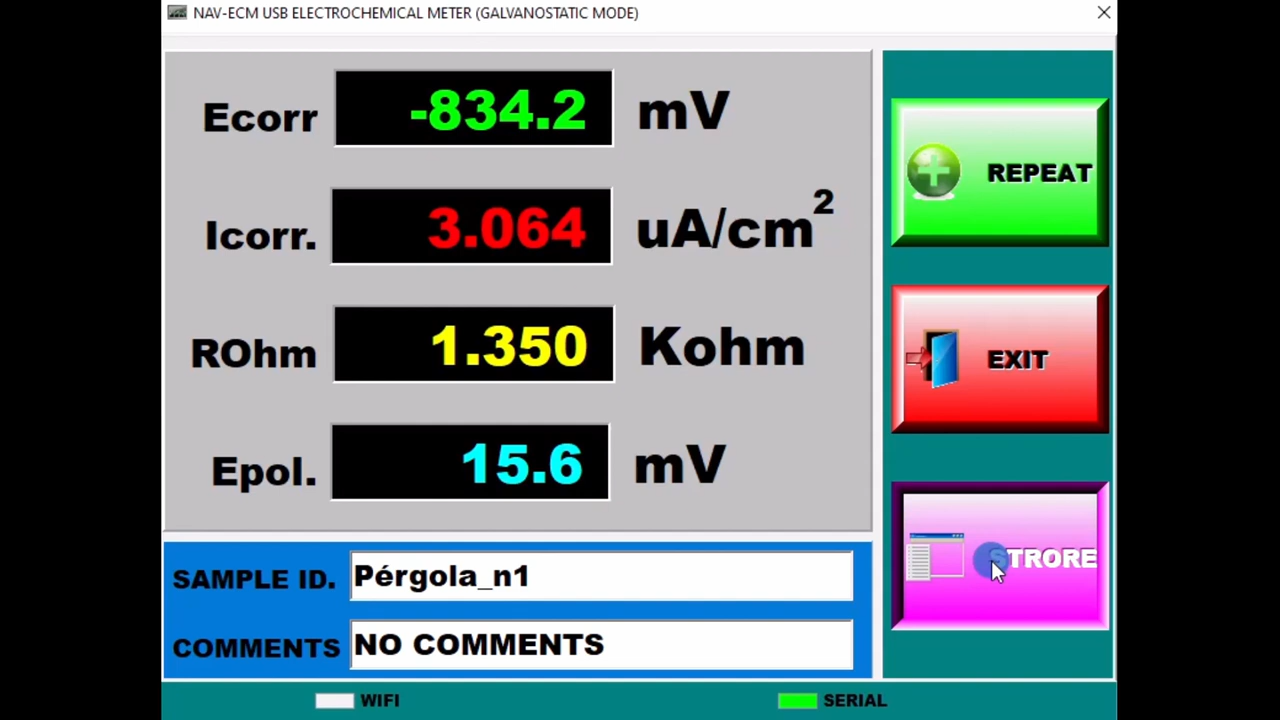 NAV-ECM USB ELECTROCHEMICAL METER (GALVANOSTATIC MODE)
Ecorr -834.2 mV
Icorr. 3.064 uA/cm2
ROhm 1.350 Kohm
Epol. 15.6 mV
REPEAT
EXIT
STRORE
SAMPLE ID. Pérgola_n1
COMMENTS NO COMMENTS
WIFI SERIAL